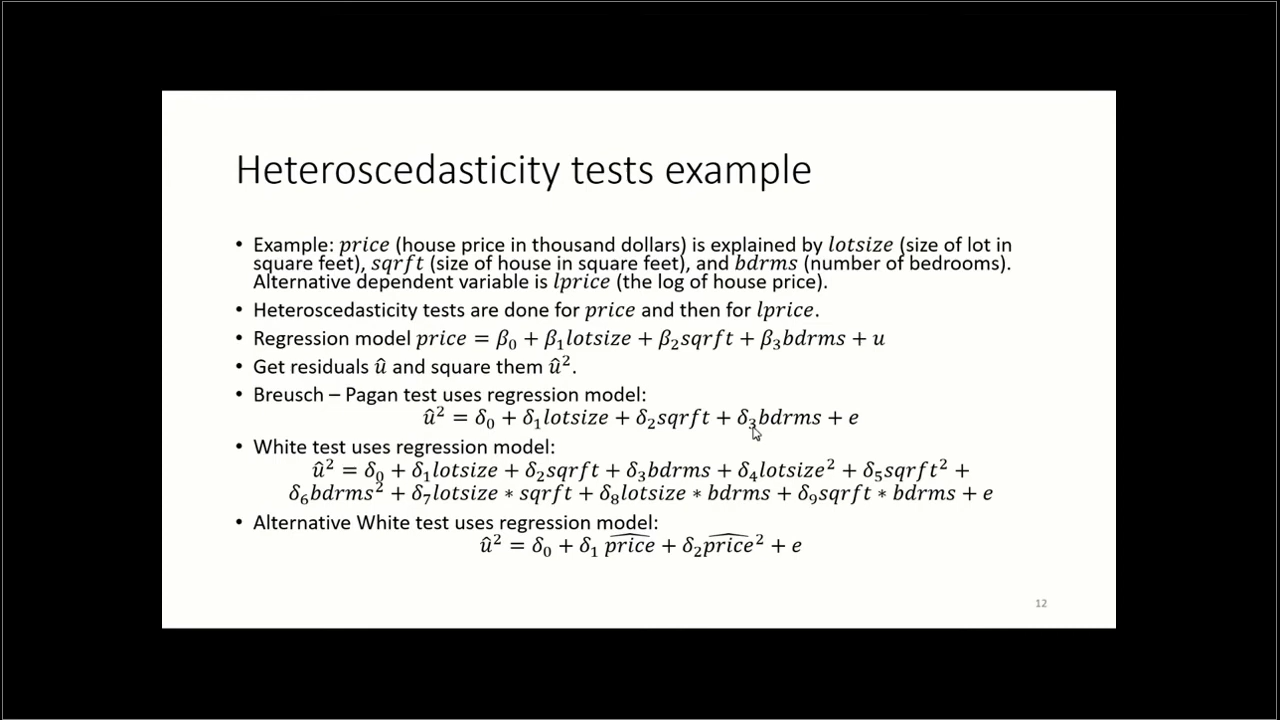 Heteroscedasticity tests example
• Example: price (house price in thousand dollars) is explained by lotsize (size of lot in
square feet), sqrft (size of house in square feet), and bdrms (number of bedrooms).
Alternative dependent variable is lprice (the log of house price).
• Heteroscedasticity tests are done for price and then for lprice.
• Regression model price = β₀ + β₁lotsize + β₂sqrft + β₃bdrms + u
• Get residuals û and square them û².
• Breusch – Pagan test uses regression model:
û² = δ₀ + δ₁lotsize + δ₂sqrft + δ₃bdrms + e
• White test uses regression model:
û² = δ₀ + δ₁lotsize + δ₂sqrft + δ₃bdrms + δ₄lotsize² + δ₅sqrft² +
δ₆bdrms² + δ₇lotsize ∗ sqrft + δ₈lotsize ∗ bdrms + δ₉sqrft ∗ bdrms + e
• Alternative White test uses regression model:
û² = δ₀ + δ₁ \widehat{price} + δ₂\widehat{price}² + e
12